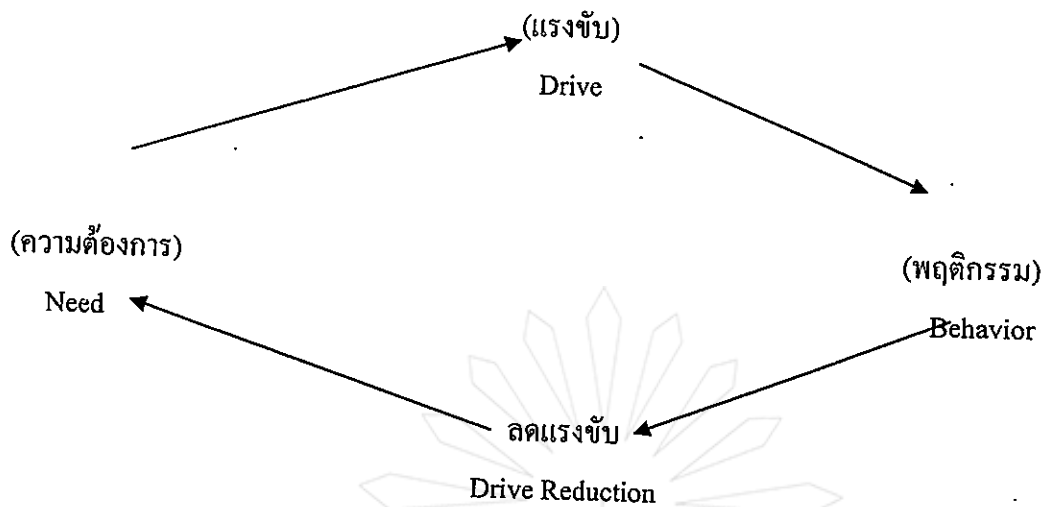 (แรงขับ)
Drive
(ความต้องการ)
Need
(พฤติกรรม)
Behavior
ลดแรงขับ
Drive Reduction